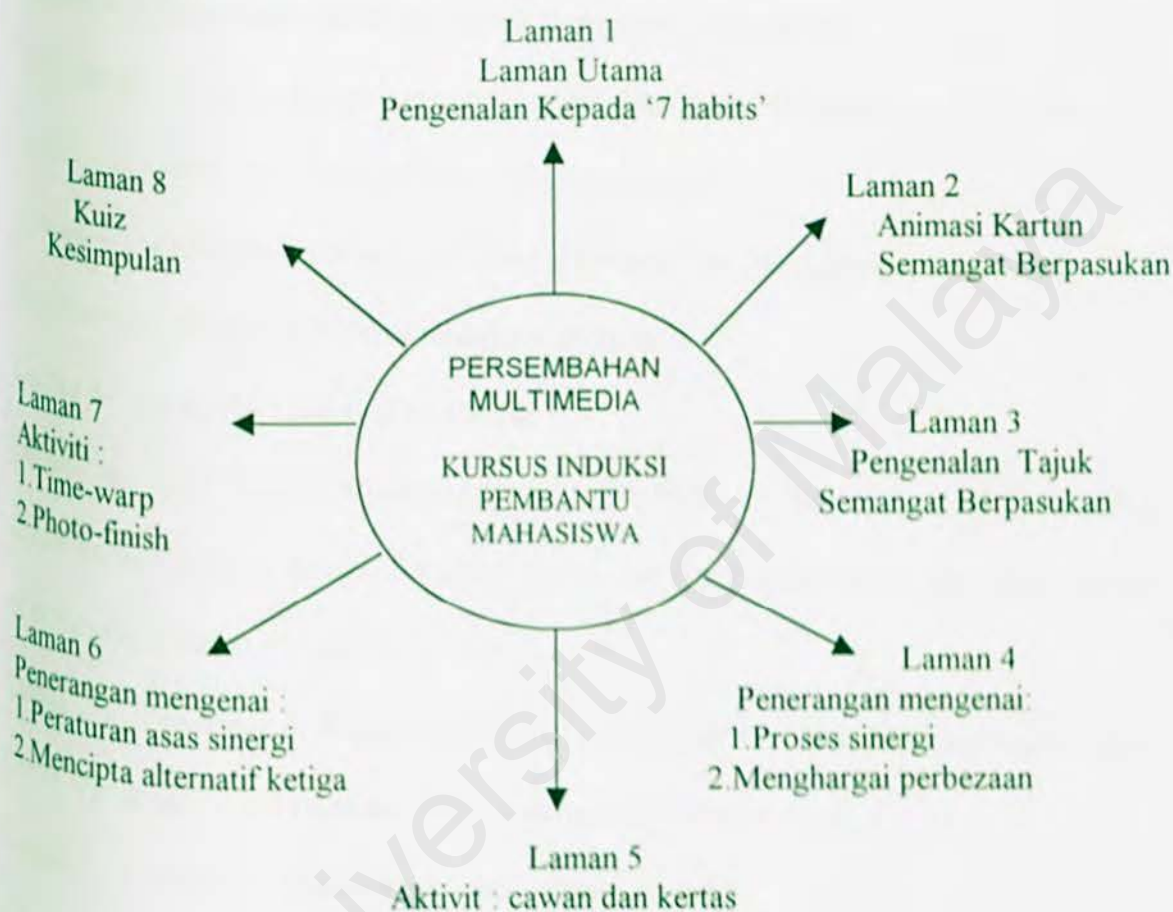 Laman 1
Laman Utama
Pengenalan Kepada ‘7 habits’
Laman 2
Animasi Kartun
Semangat Berpasukan
Laman 3
Pengenalan Tajuk
Semangat Berpasukan
Laman 4
Penerangan mengenai:
1.Proses sinergi
2.Menghargai perbezaan
Laman 5
Aktivit : cawan dan kertas
Laman 6
Penerangan mengenai :
1.Peraturan asas sinergi
2.Mencipta alternatif ketiga
Laman 7
Aktiviti :
1.Time-warp
2.Photo-finish
Laman 8
Kuiz
Kesimpulan
PERSEMBAHAN
MULTIMEDIA
KURSUS INDUKSI
PEMBANTU
MAHASISWA
University of Malaya